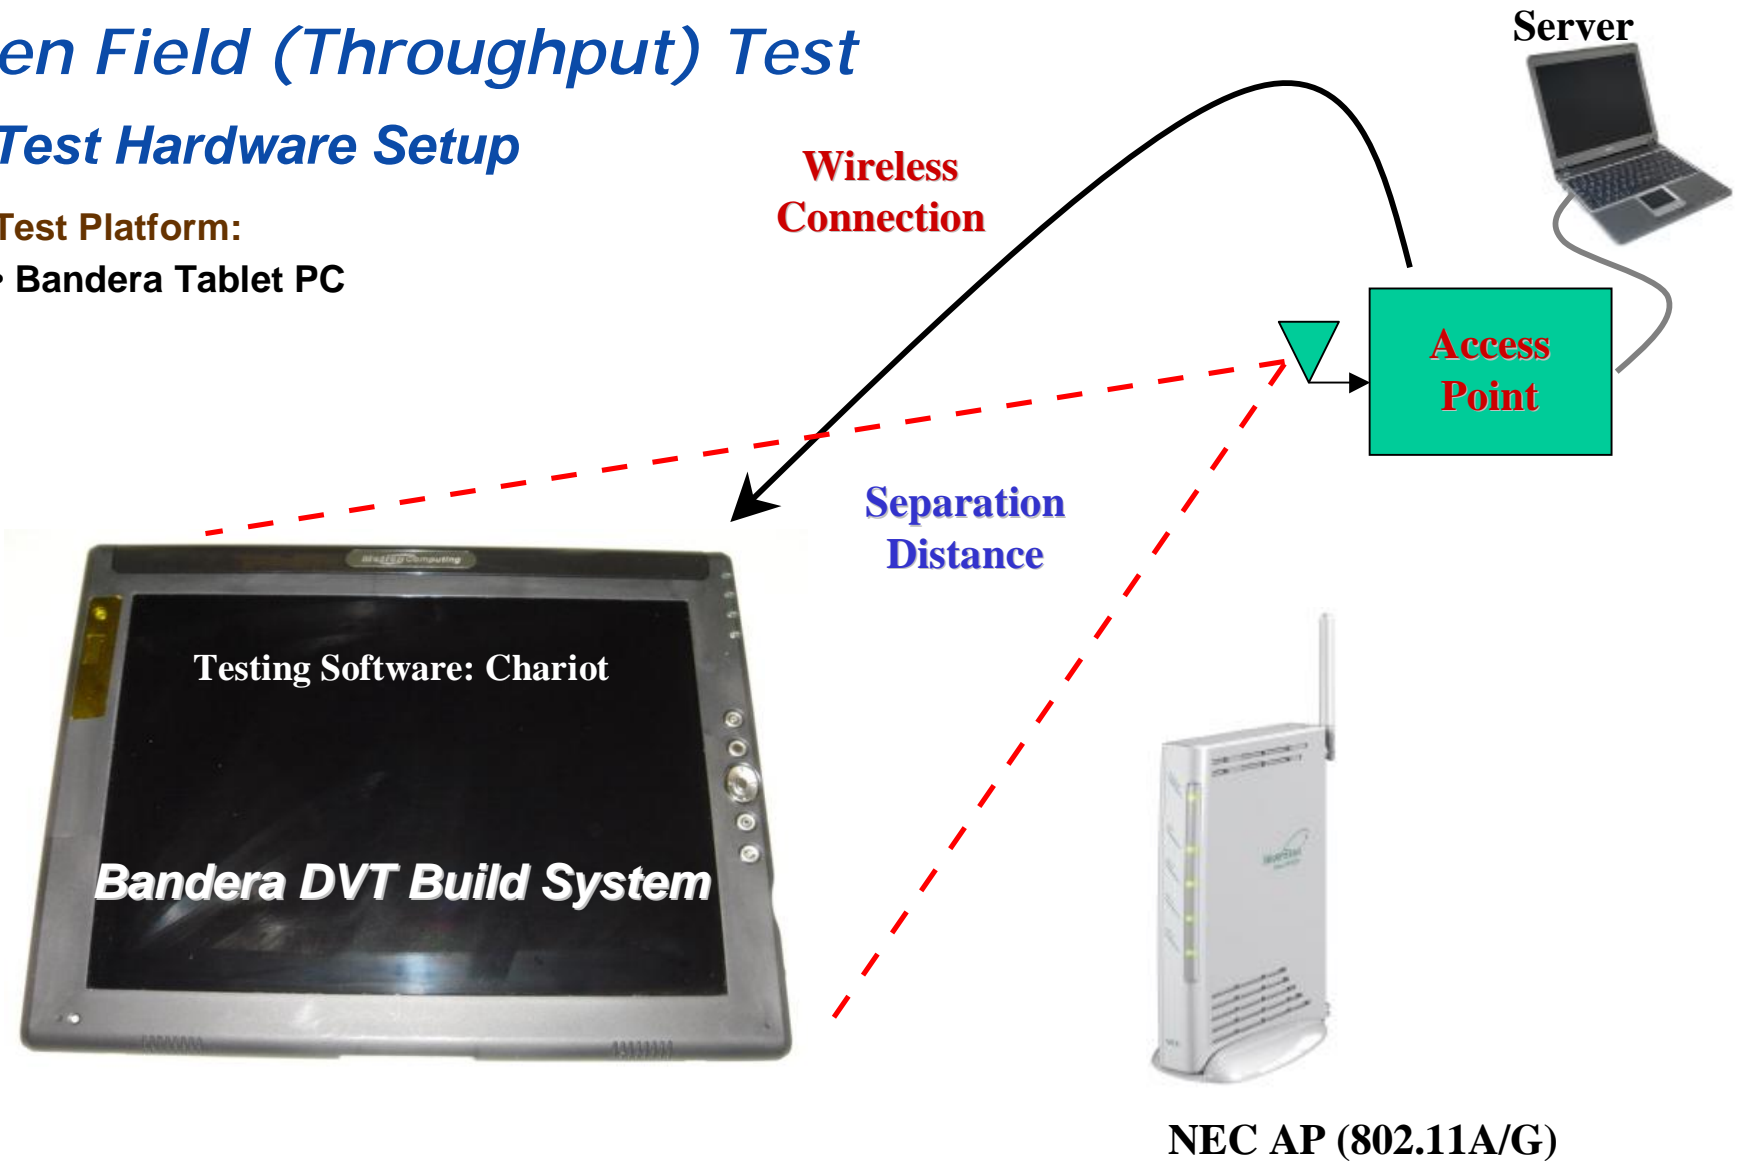 en Field (Throughput) Test
Server
Test Hardware Setup
Wireless
Connection
Test Platform:
• Bandera Tablet PC
Access
Point
Separation
Distance
Computing
Testing Software: Chariot
Bandera DVT Build System
NEC AP (802.11A/G)